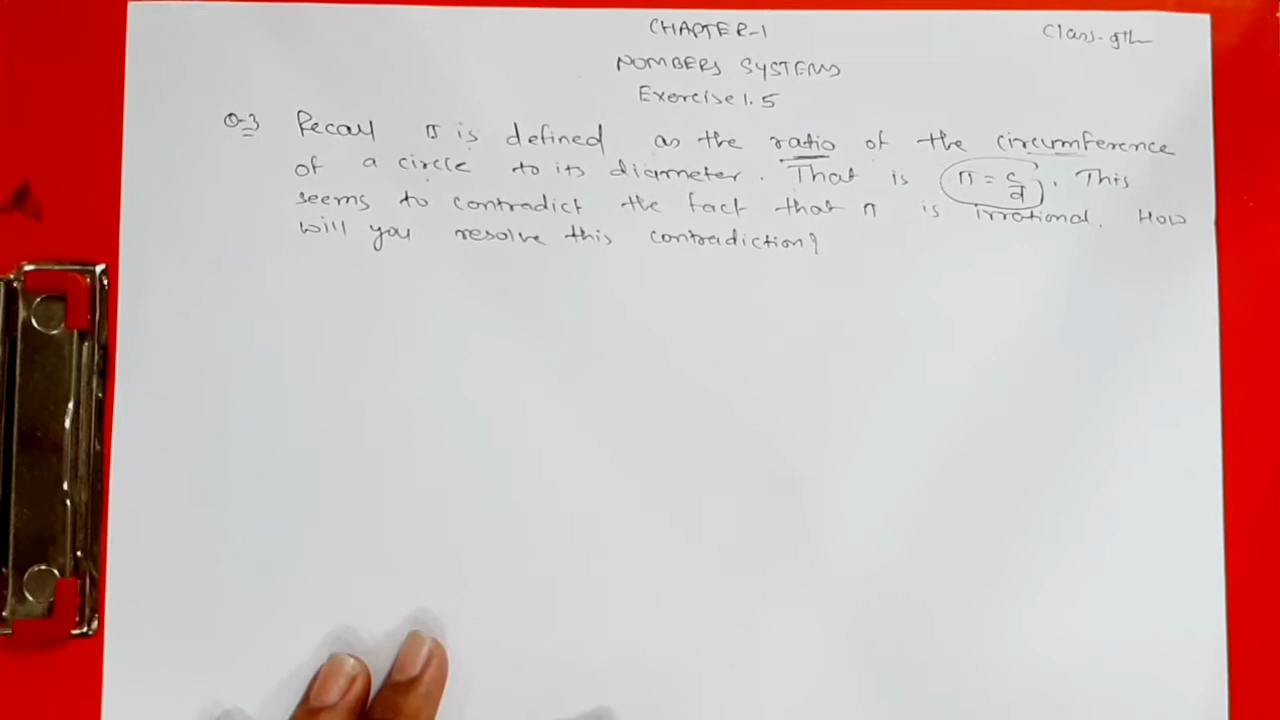 CHAPTER-1
Class-9th
NUMBERS SYSTEMS
Exercise 1.5
Q-3 Recall π is defined as the ratio of the circumference
of a circle to its diameter. That is π = c/d. This
seems to contradict the fact that π is irrational. How
will you resolve this contradiction?